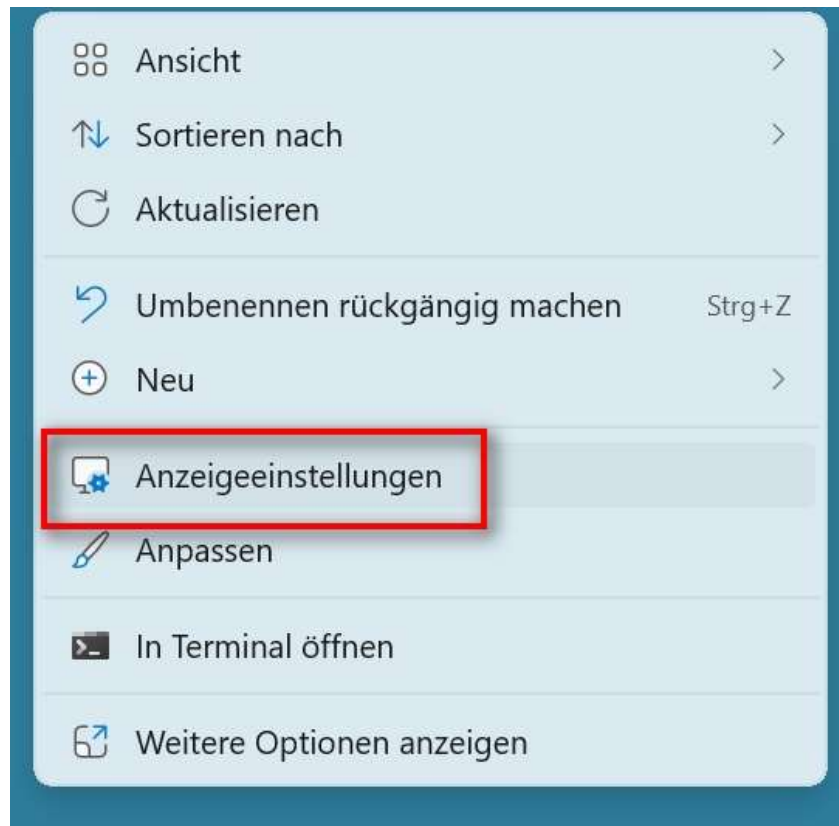 Ansicht
Sortieren nach
Aktualisieren
Umbenennen rückgängig machen Strg+Z
Neu
Anzeigeeinstellungen
Anpassen
In Terminal öffnen
Weitere Optionen anzeigen